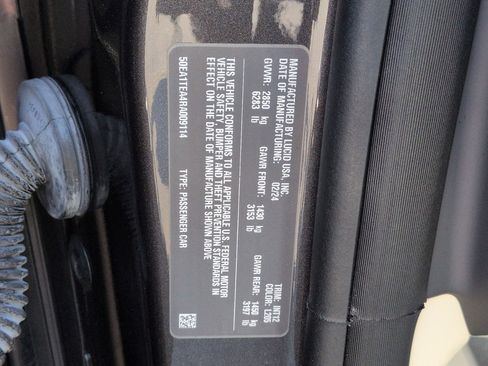 MANUFACTURED BY LUCID USA, INC.
DATE OF MANUFACTURE: 02/24
GVWR: 2850 kg GAWR FRONT: 1430 kg GAWR REAR: 1450 kg
6283 lb 3153 lb 3197 lb
THIS VEHICLE CONFORMS TO ALL APPLICABLE U.S. FEDERAL MOTOR
VEHICLE SAFETY, BUMPER AND THEFT PREVENTION STANDARDS IN
EFFECT ON THE DATE OF MANUFACTURE SHOWN ABOVE
50EA1TEA4RA009114 TYPE: PASSENGER CAR
TRIM: INT12
COLOR: L205